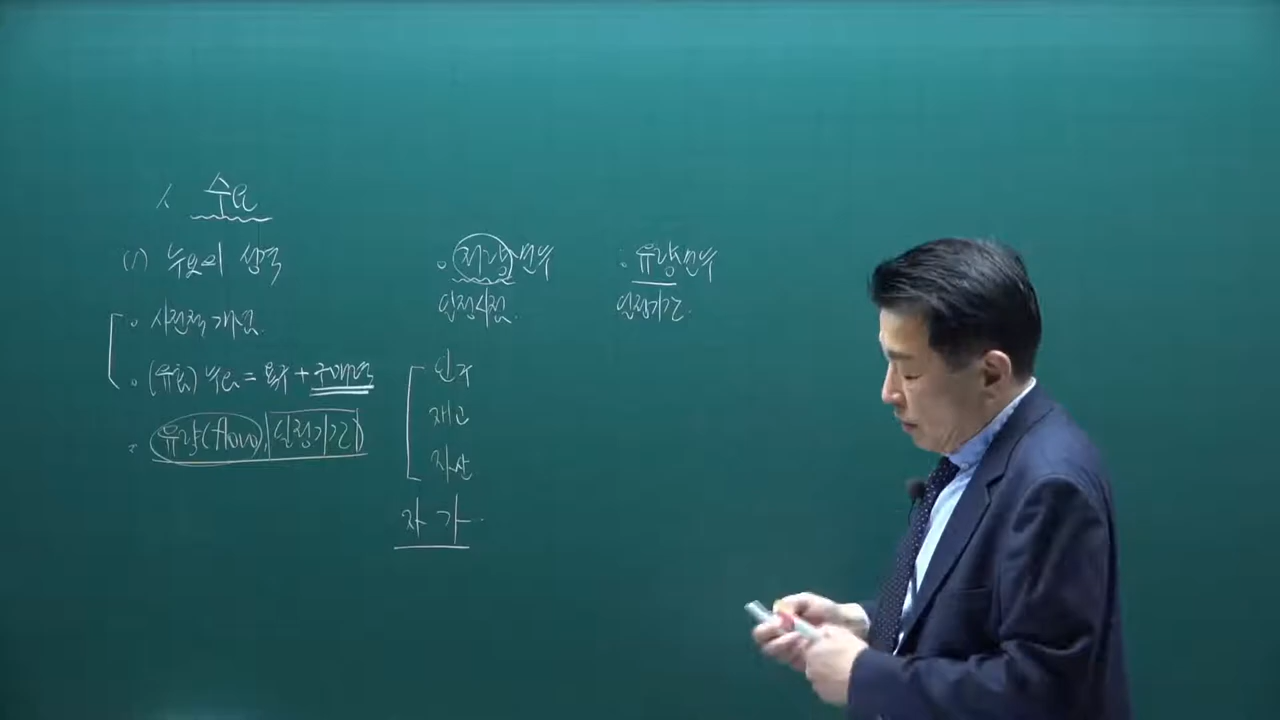 1. 수요
(1) 수요의 성격
• 사전적 개념
• (유효) 수요 = 욕구 + 구매력
• 유량(flow), 일정기간
• 저량변수
일정시점.
인구
재고
자산
자 가
• 유량변수
일정기간.